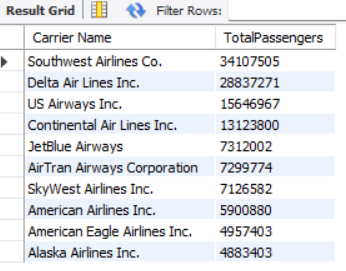 Result Grid Filter Rows:
Carrier Name TotalPassengers
Southwest Airlines Co. 34107505
Delta Air Lines Inc. 28837271
US Airways Inc. 15646967
Continental Air Lines Inc. 13123800
JetBlue Airways 7312002
AirTran Airways Corporation 7299774
SkyWest Airlines Inc. 7126582
American Airlines Inc. 5900880
American Eagle Airlines Inc. 4957403
Alaska Airlines Inc. 4883403